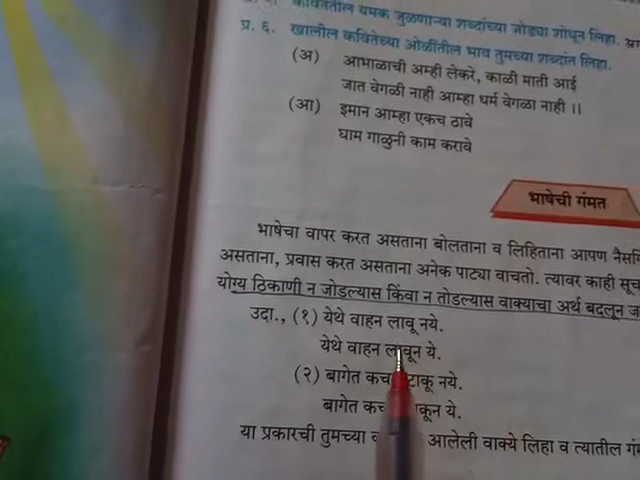 कवितेतील यमक जुळणाऱ्या शब्दांच्या जोड्या शोधून लिहा.
प्र. ६. खालील कवितेच्या ओळींतील भाव तुमच्या शब्दांत लिहा.
(अ) आभाळाची अम्ही लेकरे, काळी माती आई
जात वेगळी नाही आम्हा धर्म वेगळा नाही ।।
(आ) इमान आम्हा एकच ठावे
घाम गाळुनी काम करावे
भाषेची गंमत
भाषेचा वापर करत असताना बोलताना व लिहिताना आपण
असताना, प्रवास करत असताना अनेक पाट्या वाचतो. त्यावर काही
योग्य ठिकाणी न जोडल्यास किंवा न तोडल्यास वाक्याचा अर्थ बदलून
उदा., (१) येथे वाहन लावू नये.
येथे वाहन लावून ये.
(२) बागेत टाकू नये.
बागेत ये.
या प्रकारची तुमच्या आलेली वाक्ये लिहा व त्यातील